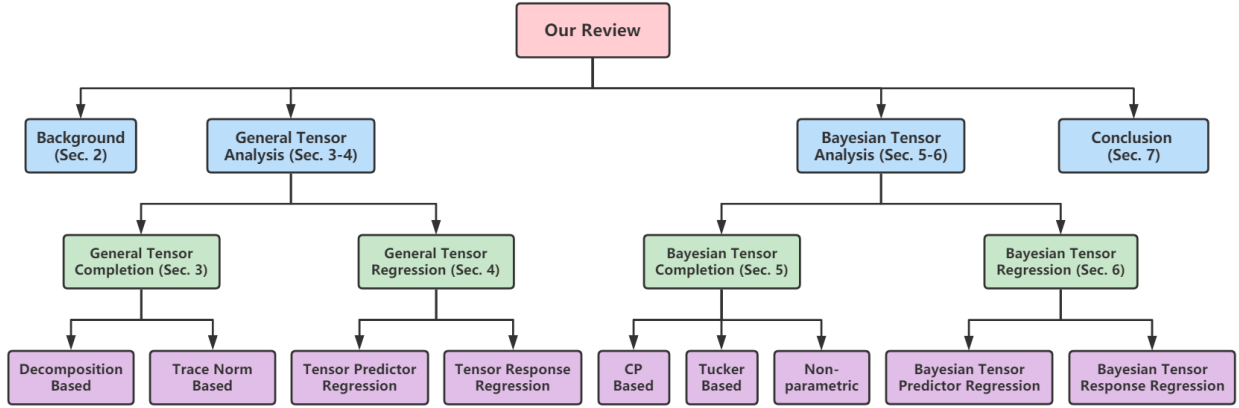 Our Review
Background
(Sec. 2)
General Tensor
Analysis (Sec. 3-4)
Bayesian Tensor
Analysis (Sec. 5-6)
Conclusion
(Sec. 7)
General Tensor
Completion (Sec. 3)
General Tensor
Regression (Sec. 4)
Bayesian Tensor
Completion (Sec. 5)
Bayesian Tensor
Regression (Sec. 6)
Decomposition
Based
Trace Norm
Based
Tensor Predictor
Regression
Tensor Response
Regression
CP
Based
Tucker
Based
Non-
parametric
Bayesian Tensor
Predictor Regression
Bayesian Tensor
Response Regression